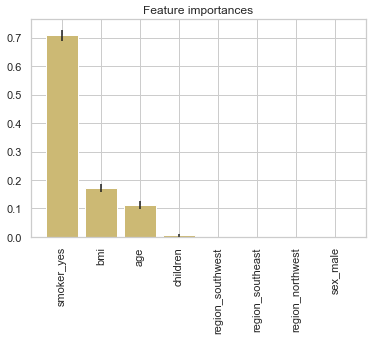 Feature importances
0.7
0.6
0.5
0.4
0.3
0.2
0.1
0.0
smoker_yes
bmi
age
children
region_southwest
region_southeast
region_northwest
sex_male